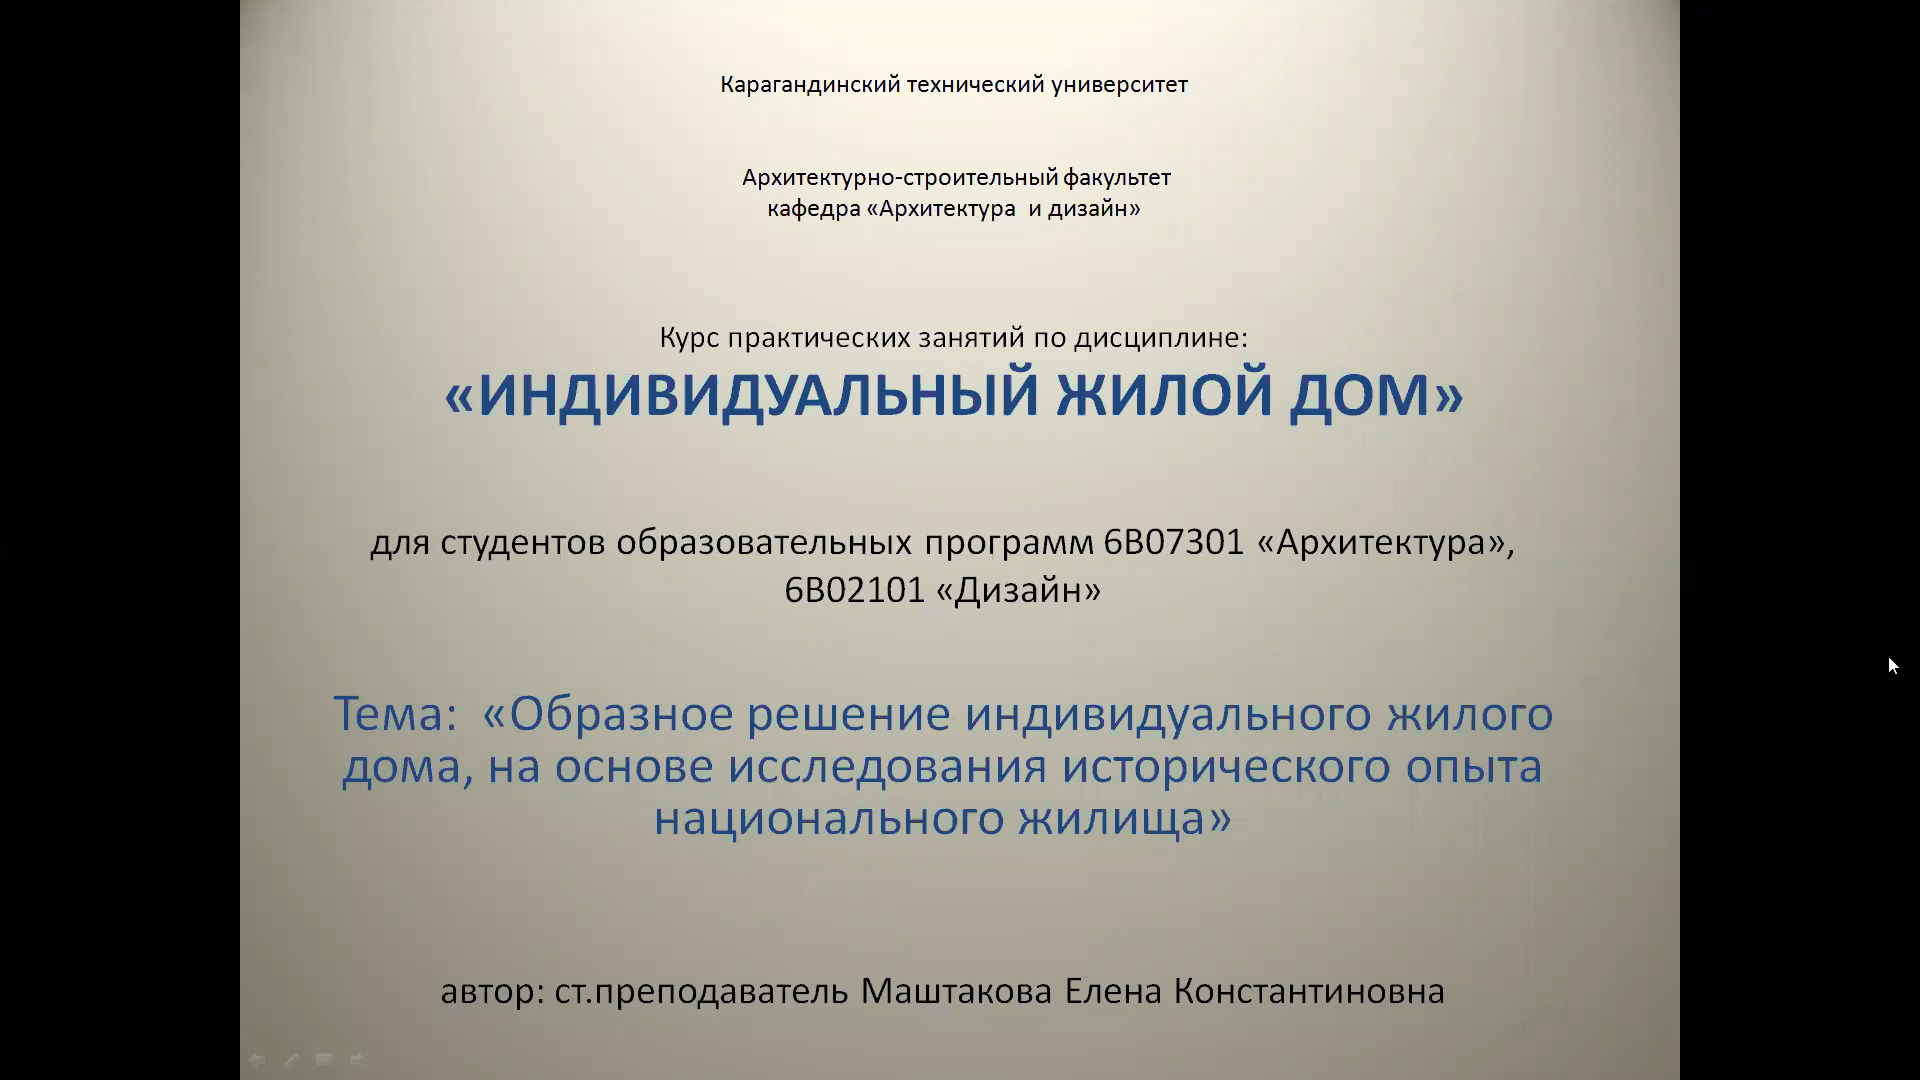 Карагандинский технический университет
Архитектурно-строительный факультет
кафедра «Архитектура и дизайн»
Курс практических занятий по дисциплине:
«ИНДИВИДУАЛЬНЫЙ ЖИЛОЙ ДОМ»
для студентов образовательных программ 6В07301 «Архитектура»,
6В02101 «Дизайн»
Тема: «Образное решение индивидуального жилого
дома, на основе исследования исторического опыта
национального жилища»
автор: ст.преподаватель Маштакова Елена Константиновна